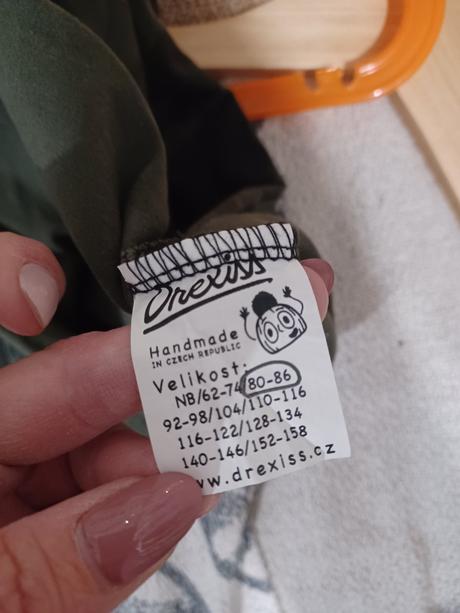 Drexiss
Handmade
IN CZECH REPUBLIC
Velikost:
NB/62-74/80-86
92-98/104/110-116
116-122/128-134
140-146/152-158
www.drexiss.cz